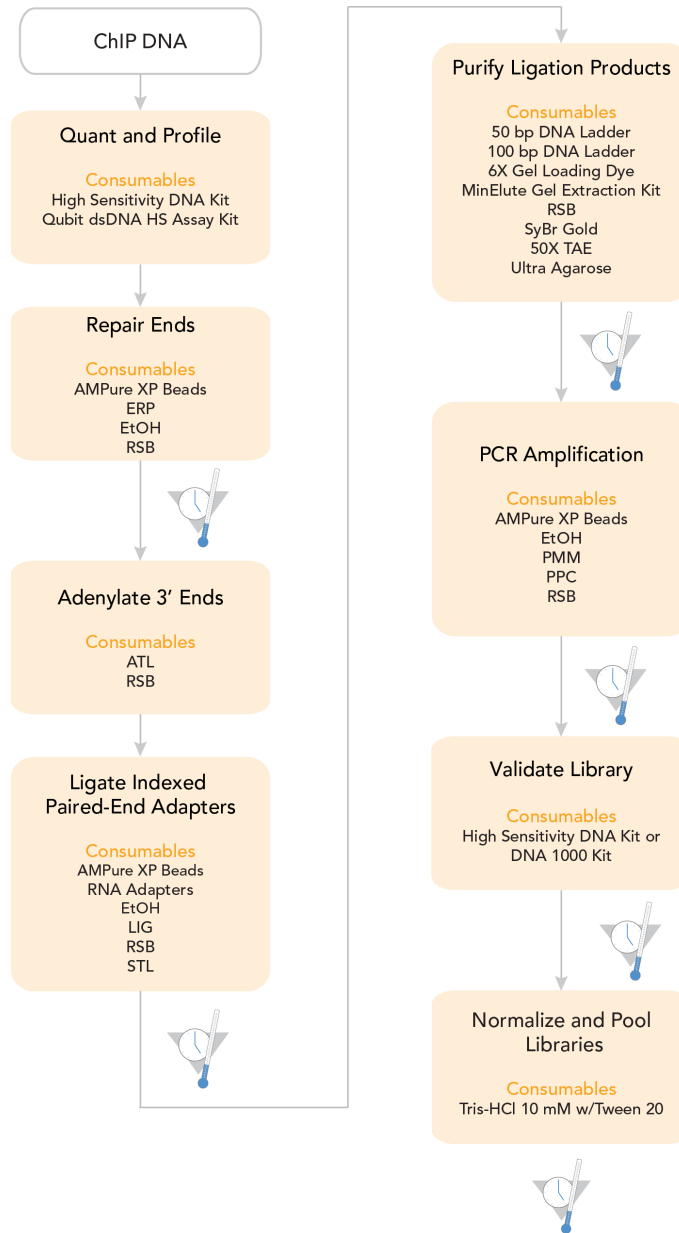 ChIP DNA
Quant and Profile
Consumables
High Sensitivity DNA Kit
Qubit dsDNA HS Assay Kit
Repair Ends
Consumables
AMPure XP Beads
ERP
EtOH
RSB
Adenylate 3’ Ends
Consumables
ATL
RSB
Ligate Indexed
Paired-End Adapters
Consumables
AMPure XP Beads
RNA Adapters
EtOH
LIG
RSB
STL
Purify Ligation Products
Consumables
50 bp DNA Ladder
100 bp DNA Ladder
6X Gel Loading Dye
MinElute Gel Extraction Kit
RSB
SyBr Gold
50X TAE
Ultra Agarose
PCR Amplification
Consumables
AMPure XP Beads
EtOH
PMM
PPC
RSB
Validate Library
Consumables
High Sensitivity DNA Kit or
DNA 1000 Kit
Normalize and Pool
Libraries
Consumables
Tris-HCl 10 mM w/Tween 20